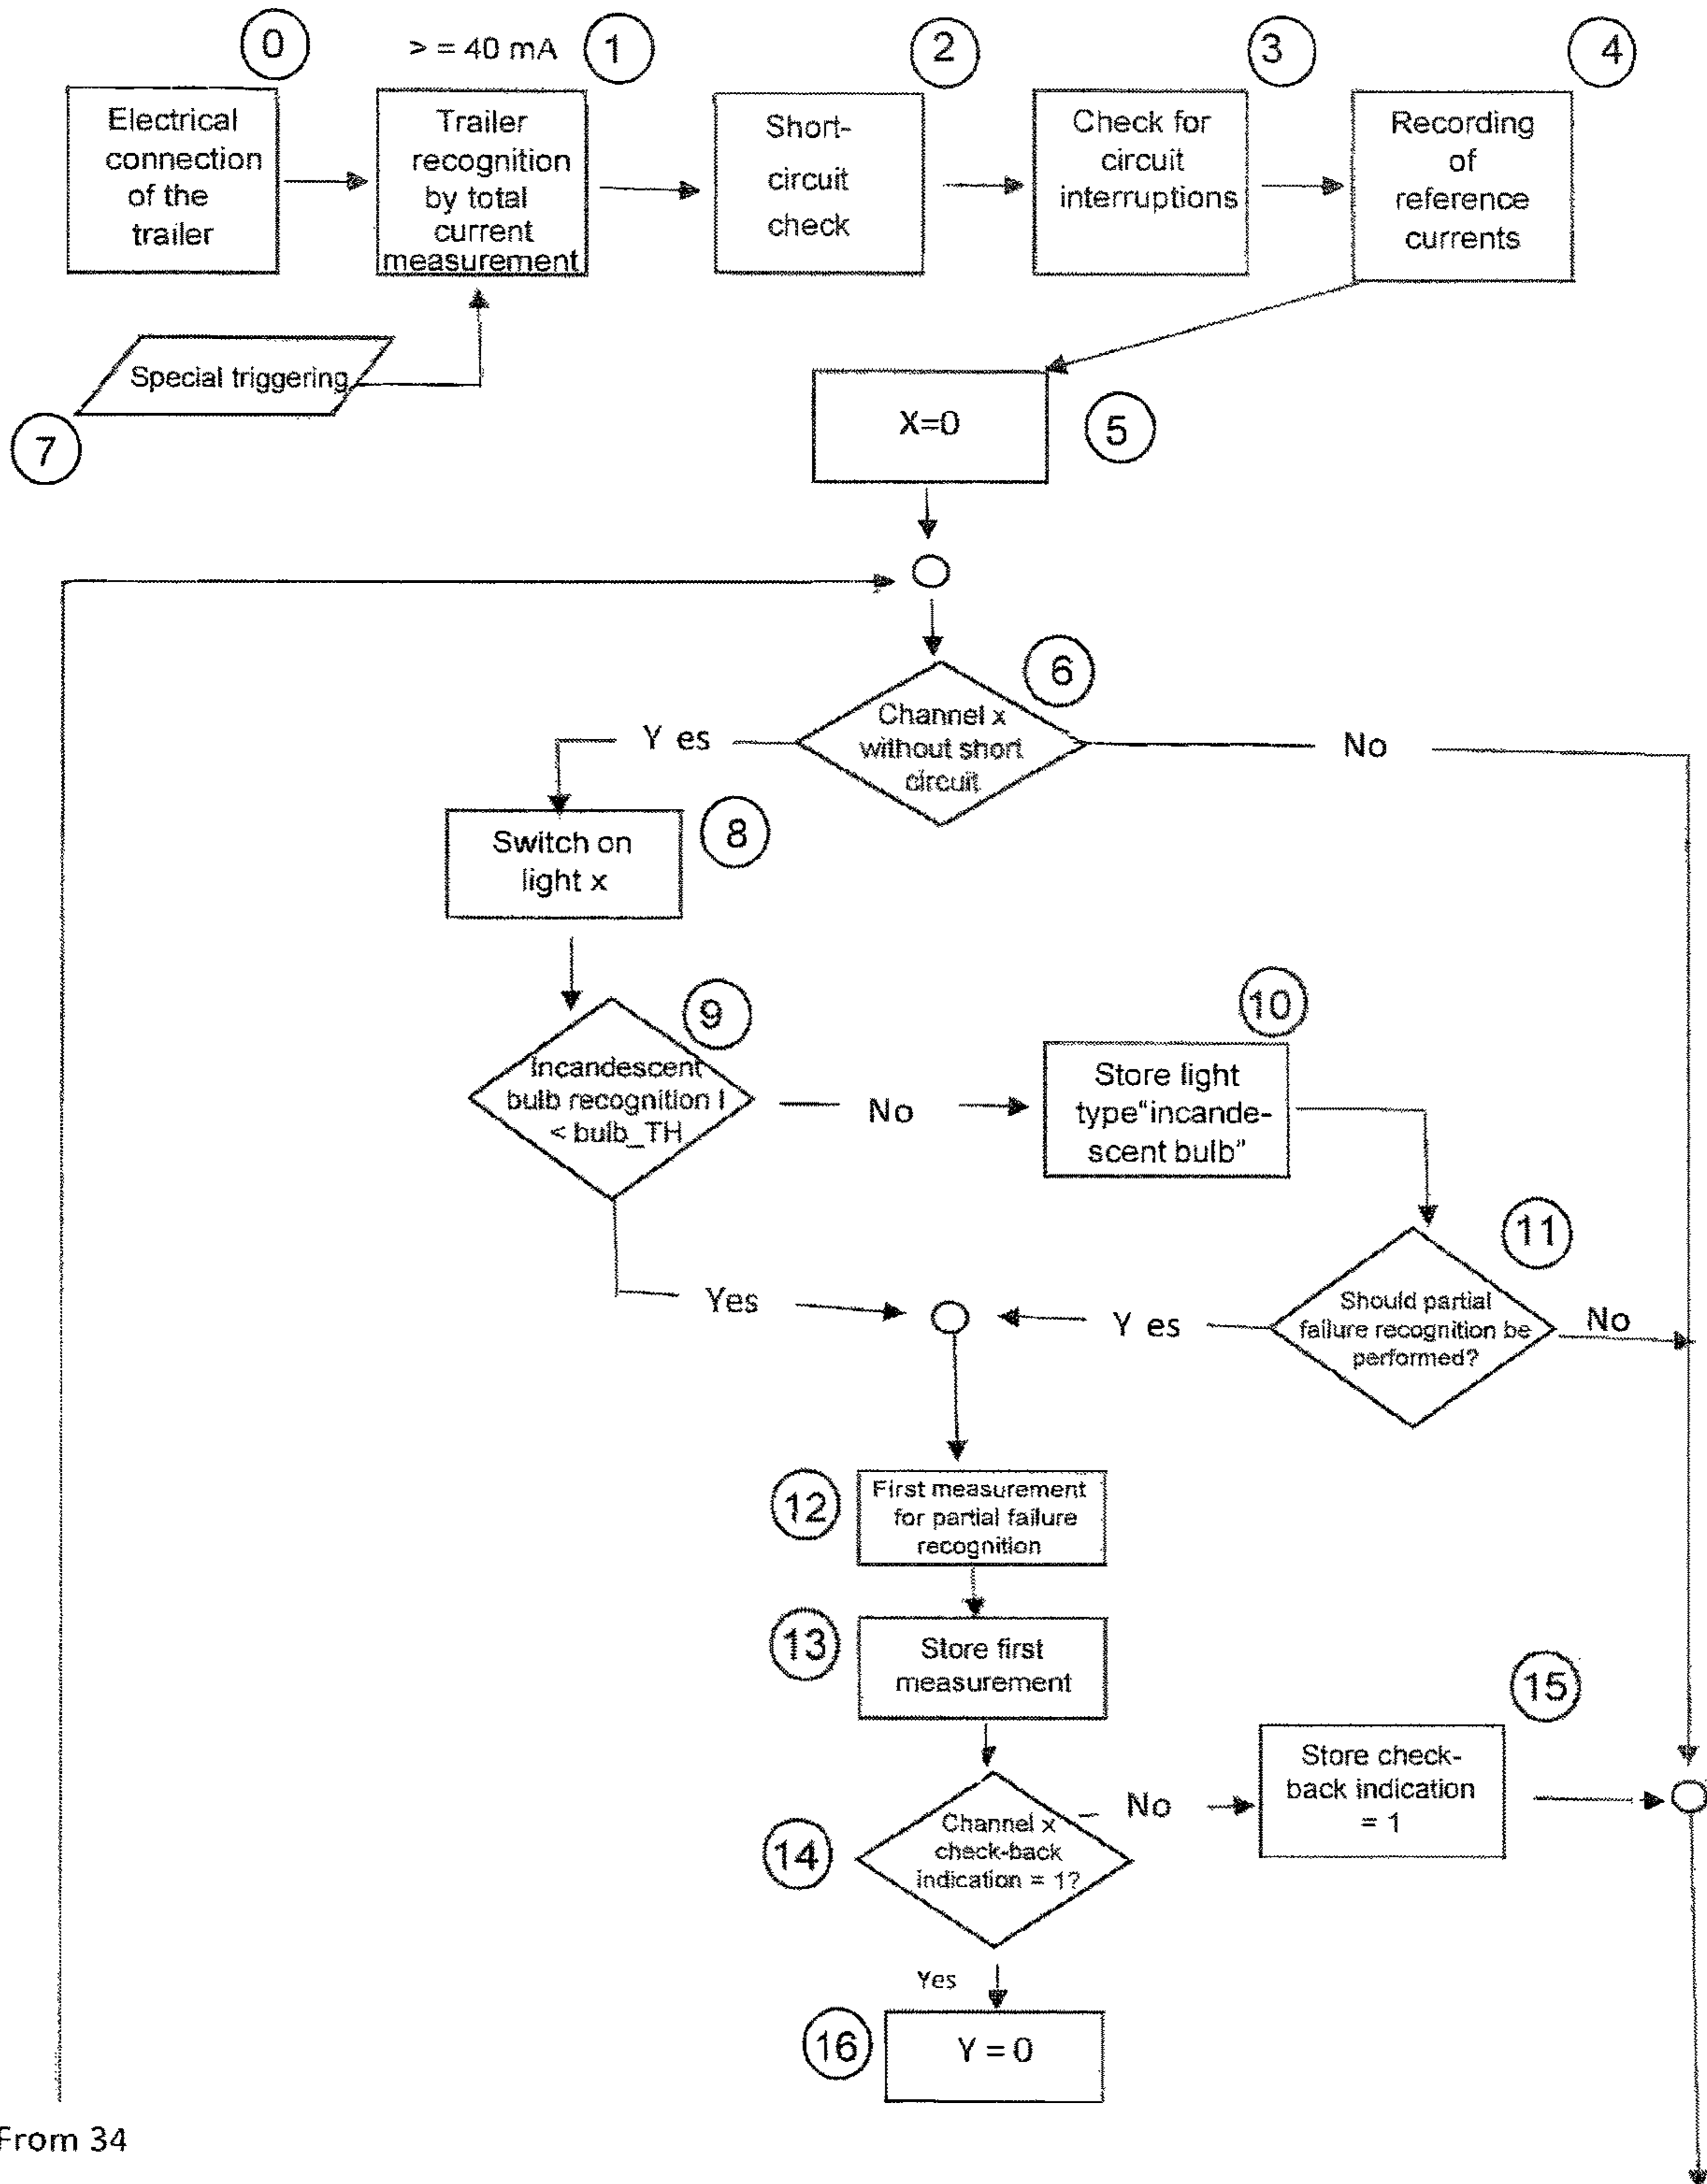 0
> = 40 mA
1
2
3
4
Electrical
connection
of the
trailer
Trailer
recognition
by total
current
measurement
Short-
circuit
check
Check for
circuit
interruptions
Recording
of
reference
currents
Special triggering
7
X=0
5
6
Channel x
without short
circuit
Y es
No
Switch on
light x
8
9
Incandescent
bulb recognition I
< bulb_TH
No
10
Store light
type"incande-
scent bulb"
11
Should partial
failure recognition be
performed?
No
Yes
Y es
12
First measurement
for partial failure
recognition
13
Store first
measurement
14
Channel x
check-back
indication = 1?
No
15
Store check-
back indication
= 1
Yes
16
Y = 0
From 34